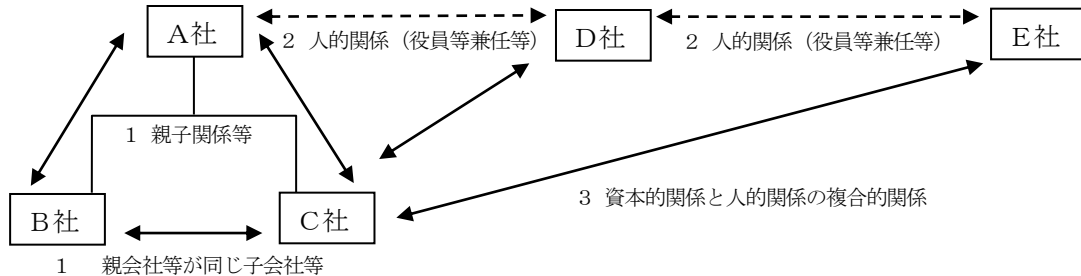 A社
2 人的関係（役員等兼任等）
D社
2 人的関係（役員等兼任等）
E社
1 親子関係等
B社
C社
3 資本的関係と人的関係の複合的関係
1 親会社等が同じ子会社等